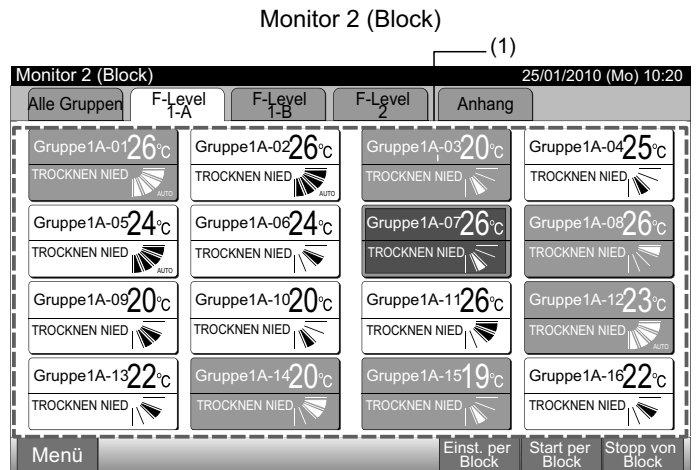 Monitor 2 (Block)
(1)
Monitor 2 (Block) 25/01/2010 (Mo) 10:20
Alle Gruppen F-Level 1-A F-Level 1-B F-Level 2 Anhang
Gruppe1A-01 26°C Gruppe1A-02 26°C Gruppe1A-03 20°C Gruppe1A-04 25°C
TROCKNEN NIED TROCKNEN NIED TROCKNEN NIED TROCKNEN NIED
AUTO AUTO
Gruppe1A-05 24°C Gruppe1A-06 24°C Gruppe1A-07 26°C Gruppe1A-08 26°C
TROCKNEN NIED TROCKNEN NIED TROCKNEN NIED TROCKNEN NIED
AUTO
Gruppe1A-09 20°C Gruppe1A-10 20°C Gruppe1A-11 26°C Gruppe1A-12 23°C
TROCKNEN NIED TROCKNEN NIED TROCKNEN NIED TROCKNEN NIED
AUTO
Gruppe1A-13 22°C Gruppe1A-14 20°C Gruppe1A-15 19°C Gruppe1A-16 22°C
TROCKNEN NIED TROCKNEN NIED TROCKNEN NIED TROCKNEN NIED
Menü Einst. per Block Start per Block Stopp von Block